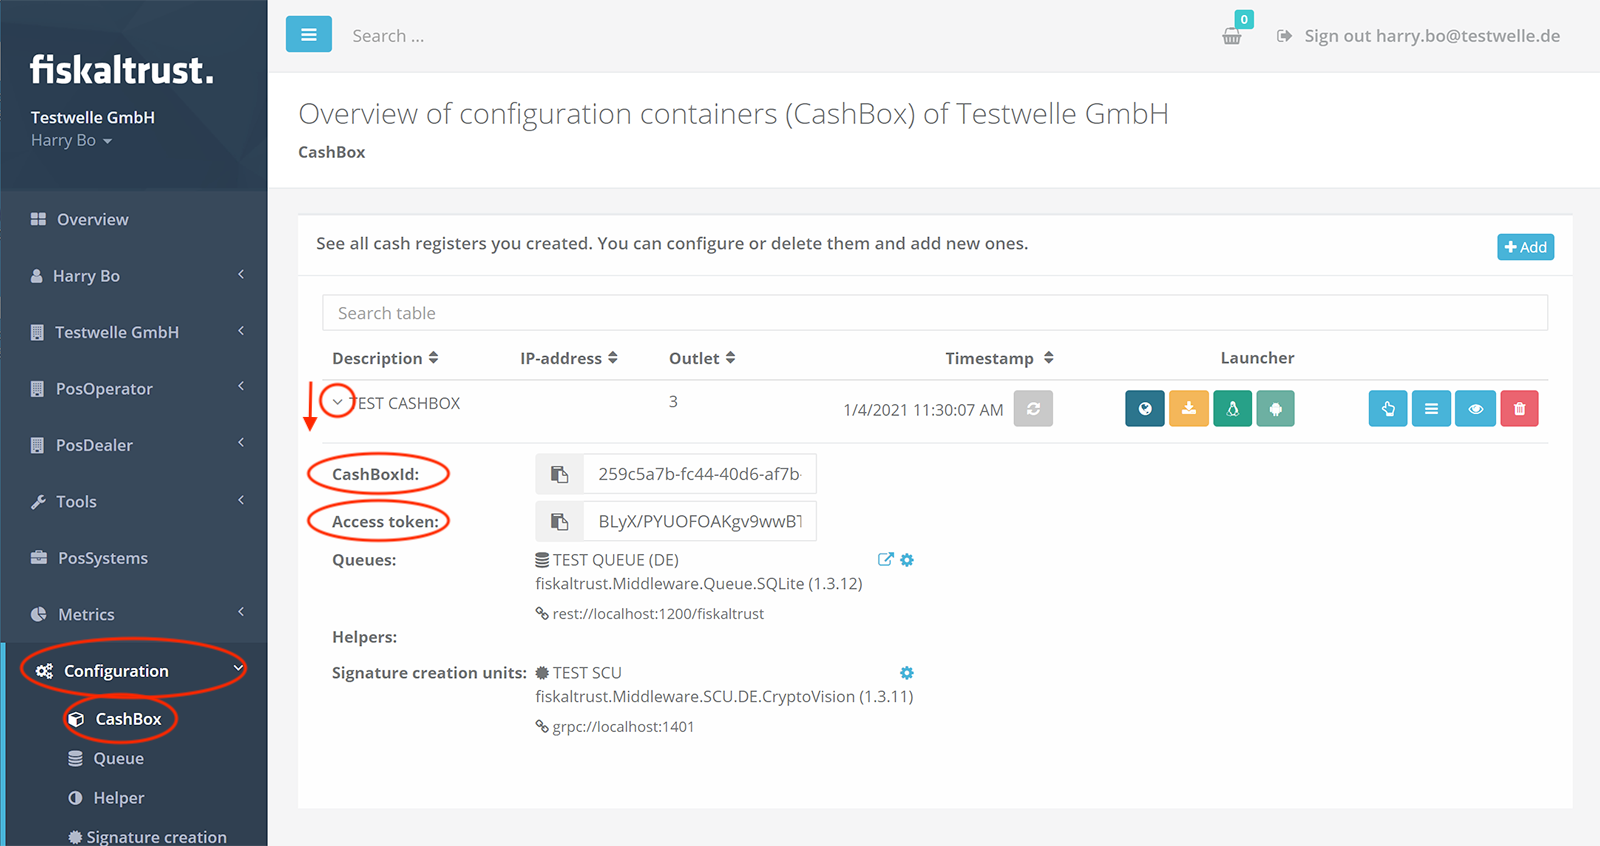 fiskaltrust.
Testwelle GmbH
Harry Bo
Overview
Harry Bo
Testwelle GmbH
PosOperator
PosDealer
Tools
PosSystems
Metrics
Configuration
CashBox
Queue
Helper
Signature creation
Search ...
0
Sign out harry.bo@testwelle.de
Overview of configuration containers (CashBox) of Testwelle GmbH
CashBox
See all cash registers you created. You can configure or delete them and add new ones.
Add
Search table
Description IP-address Outlet Timestamp Launcher
TEST CASHBOX 3 1/4/2021 11:30:07 AM
CashBoxId: 259c5a7b-fc44-40d6-af7b-
Access token: BLyX/PYUOFOAKgv9wwBT
Queues: TEST QUEUE (DE)
fiskaltrust.Middleware.Queue.SQLite (1.3.12)
rest://localhost:1200/fiskaltrust
Helpers:
Signature creation units: TEST SCU
fiskaltrust.Middleware.SCU.DE.CryptoVision (1.3.11)
grpc://localhost:1401